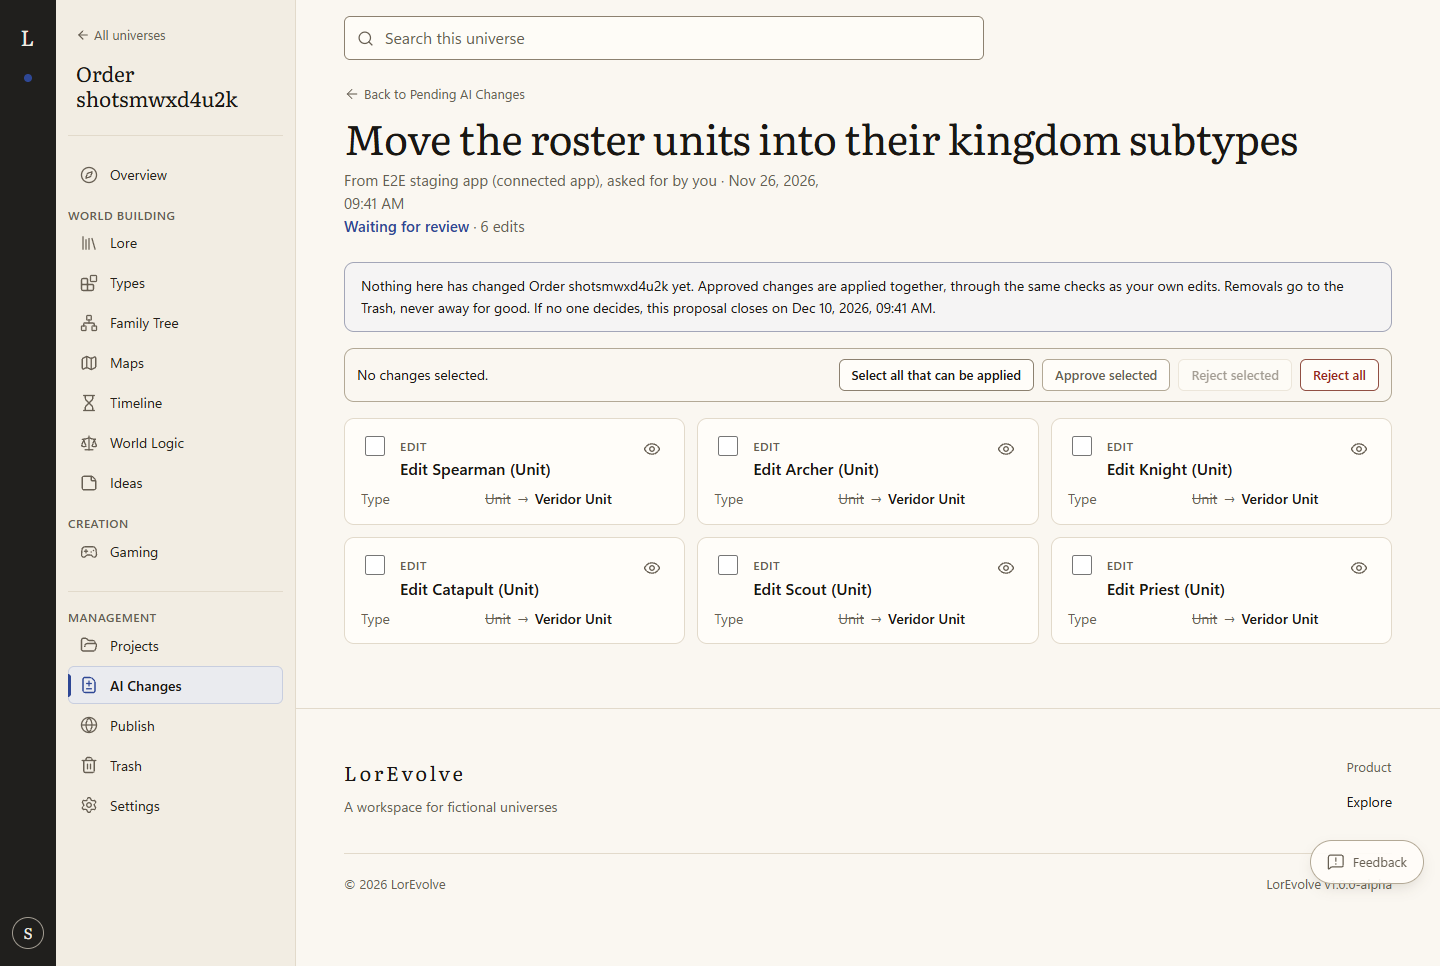 L
All universes
Order
shotsmwxd4u2k
Overview
WORLD BUILDING
Lore
Types
Family Tree
Maps
Timeline
World Logic
Ideas
CREATION
Gaming
MANAGEMENT
Projects
AI Changes
Publish
Trash
Settings
S
Search this universe
Back to Pending AI Changes
Move the roster units into their kingdom subtypes
From E2E staging app (connected app), asked for by you · Nov 26, 2026,
09:41 AM
Waiting for review · 6 edits
Nothing here has changed Order shotsmwxd4u2k yet. Approved changes are applied together, through the same checks as your own edits. Removals go to the
Trash, never away for good. If no one decides, this proposal closes on Dec 10, 2026, 09:41 AM.
No changes selected.
Select all that can be applied
Approve selected
Reject selected
Reject all
EDIT
Edit Spearman (Unit)
Type Unit → Veridor Unit
EDIT
Edit Archer (Unit)
Type Unit → Veridor Unit
EDIT
Edit Knight (Unit)
Type Unit → Veridor Unit
EDIT
Edit Catapult (Unit)
Type Unit → Veridor Unit
EDIT
Edit Scout (Unit)
Type Unit → Veridor Unit
EDIT
Edit Priest (Unit)
Type Unit → Veridor Unit
LorEvolve
A workspace for fictional universes
Product
Explore
Feedback
© 2026 LorEvolve
LorEvolve v1.0.0-alpha